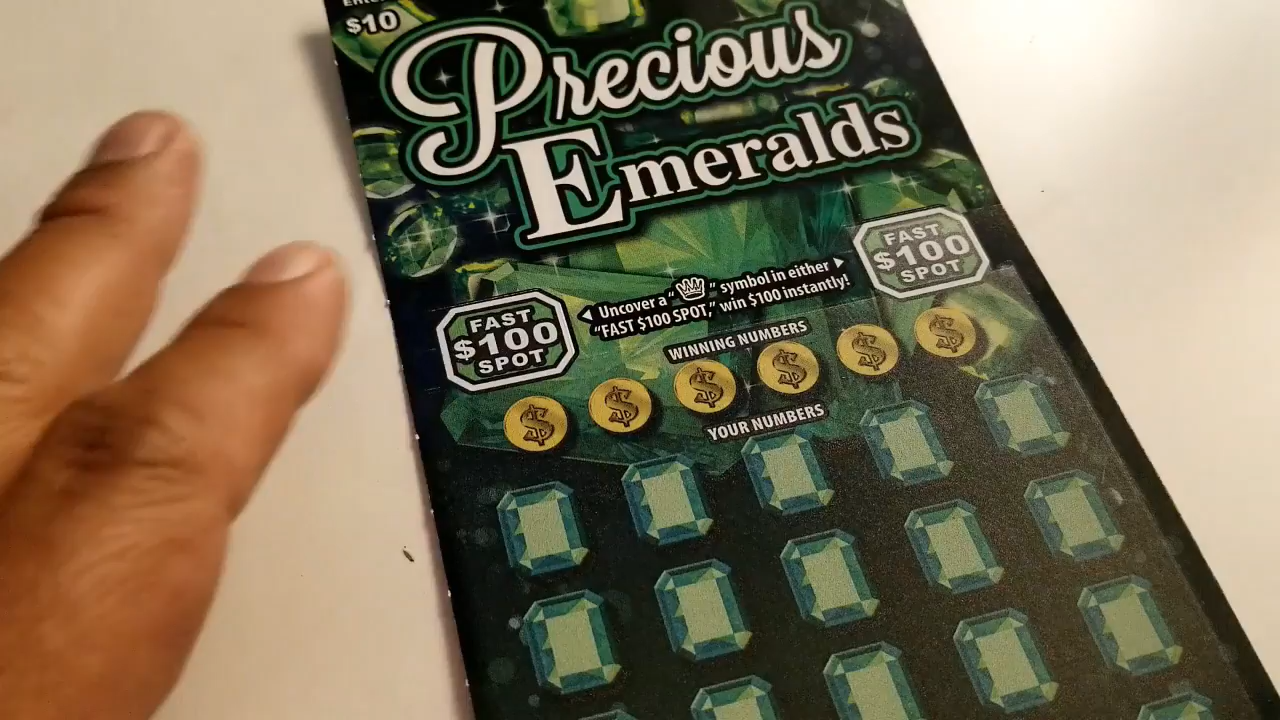 $10
Precious
Emeralds
FAST
$100
SPOT
Uncover a " " symbol in either
"FAST $100 SPOT," win $100 instantly!
FAST
$100
SPOT
WINNING NUMBERS
$ $ $ $ $ $
YOUR NUMBERS